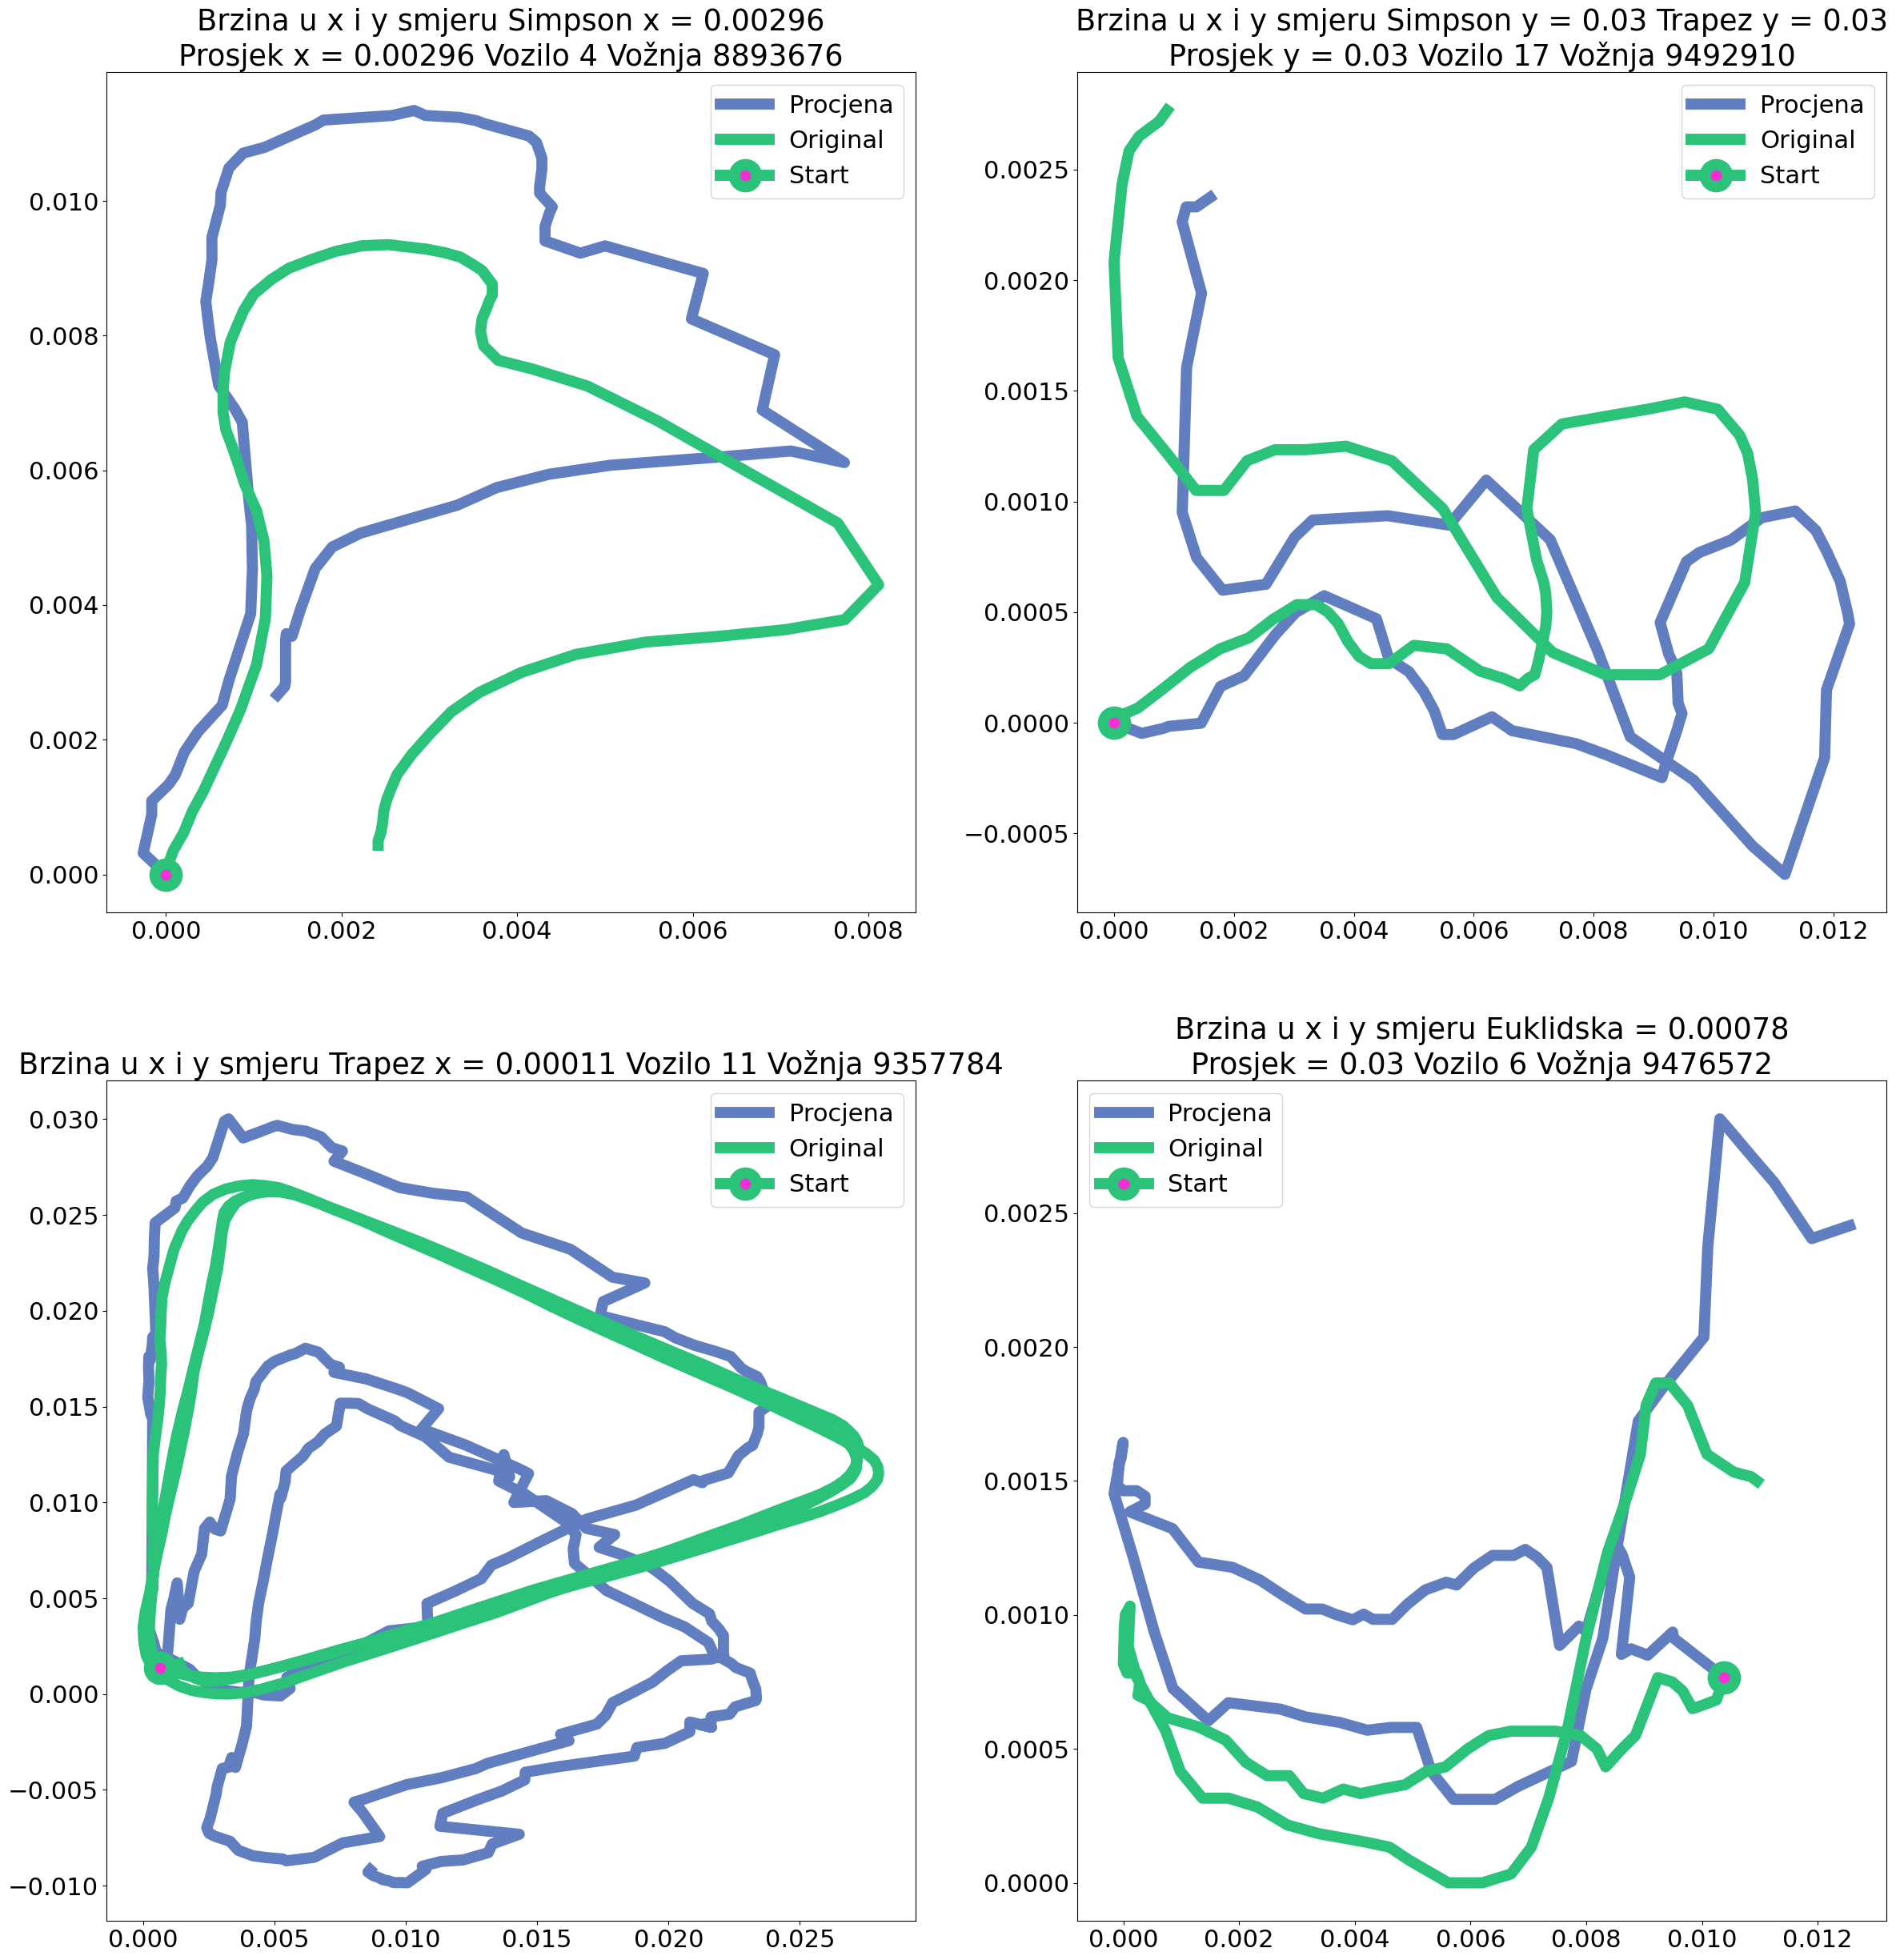 Brzina u x i y smjeru Simpson x = 0.00296
Prosjek x = 0.00296 Vozilo 4 Vožnja 8893676
Procjena
Original
Start
0.010
0.008
0.006
0.004
0.002
0.000
0.000 0.002 0.004 0.006 0.008
Brzina u x i y smjeru Simpson y = 0.03 Trapez y = 0.03
Prosjek y = 0.03 Vozilo 17 Vožnja 9492910
Procjena
Original
Start
0.0025
0.0020
0.0015
0.0010
0.0005
0.0000
−0.0005
0.000 0.002 0.004 0.006 0.008 0.010 0.012
Brzina u x i y smjeru Trapez x = 0.00011 Vozilo 11 Vožnja 9357784
Procjena
Original
Start
0.030
0.025
0.020
0.015
0.010
0.005
0.000
−0.005
−0.010
0.000 0.005 0.010 0.015 0.020 0.025
Brzina u x i y smjeru Euklidska = 0.00078
Prosjek = 0.03 Vozilo 6 Vožnja 9476572
Procjena
Original
Start
0.0025
0.0020
0.0015
0.0010
0.0005
0.0000
0.000 0.002 0.004 0.006 0.008 0.010 0.012